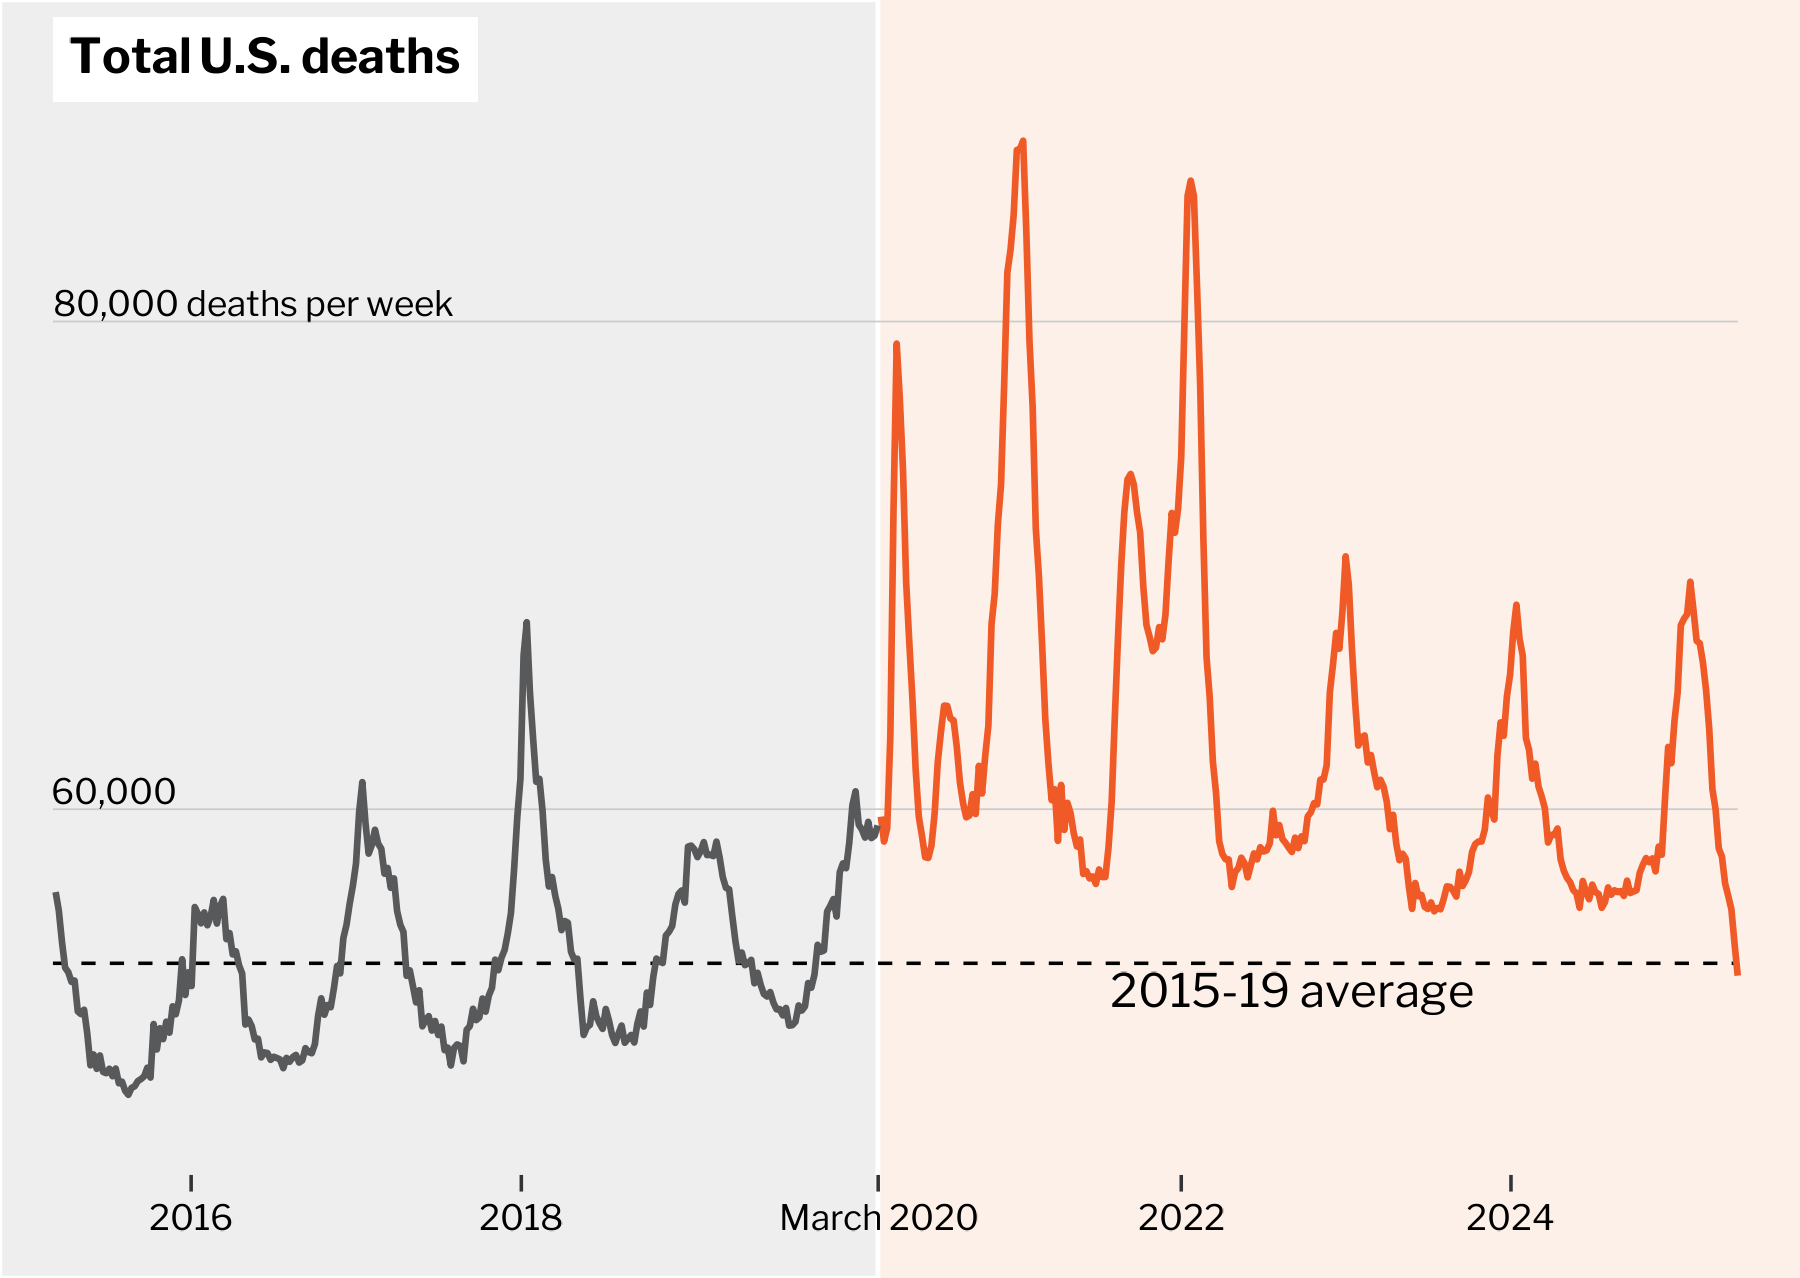 Total U.S. deaths
80,000 deaths per week
60,000
2015-19 average
2016 2018 March 2020 2022 2024